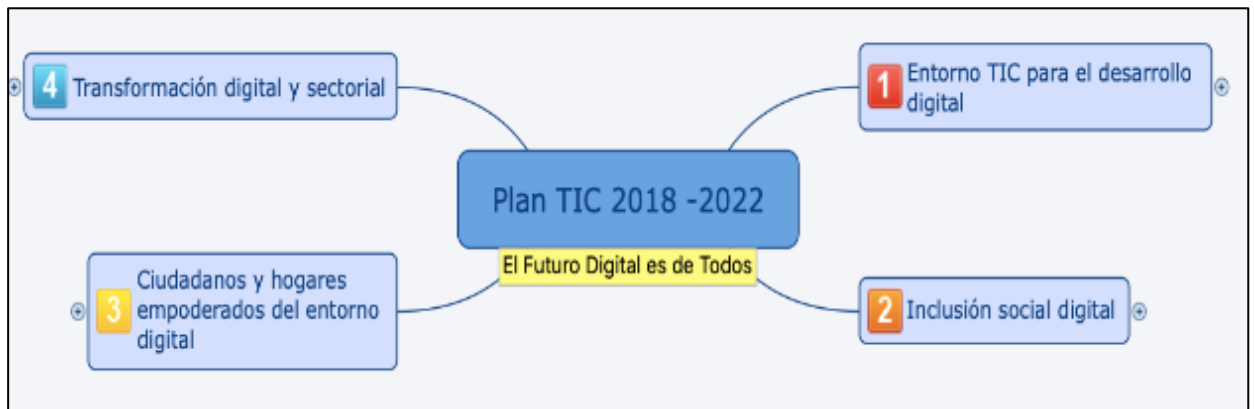 Plan TIC 2018 -2022
El Futuro Digital es de Todos
1 Entorno TIC para el desarrollo
digital
2 Inclusión social digital
3 Ciudadanos y hogares
empoderados del entorno
digital
4 Transformación digital y sectorial